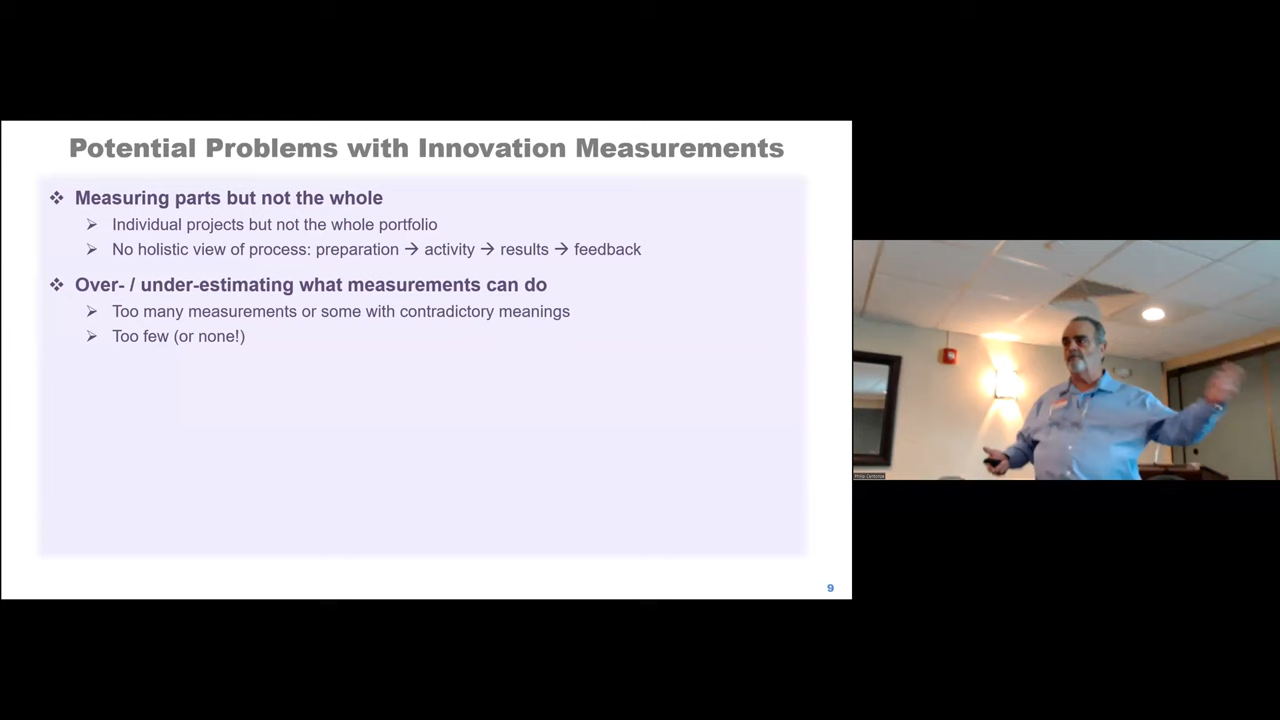 Potential Problems with Innovation Measurements
❖ Measuring parts but not the whole
➢ Individual projects but not the whole portfolio
➢ No holistic view of process: preparation → activity → results → feedback
❖ Over- / under-estimating what measurements can do
➢ Too many measurements or some with contradictory meanings
➢ Too few (or none!)
9